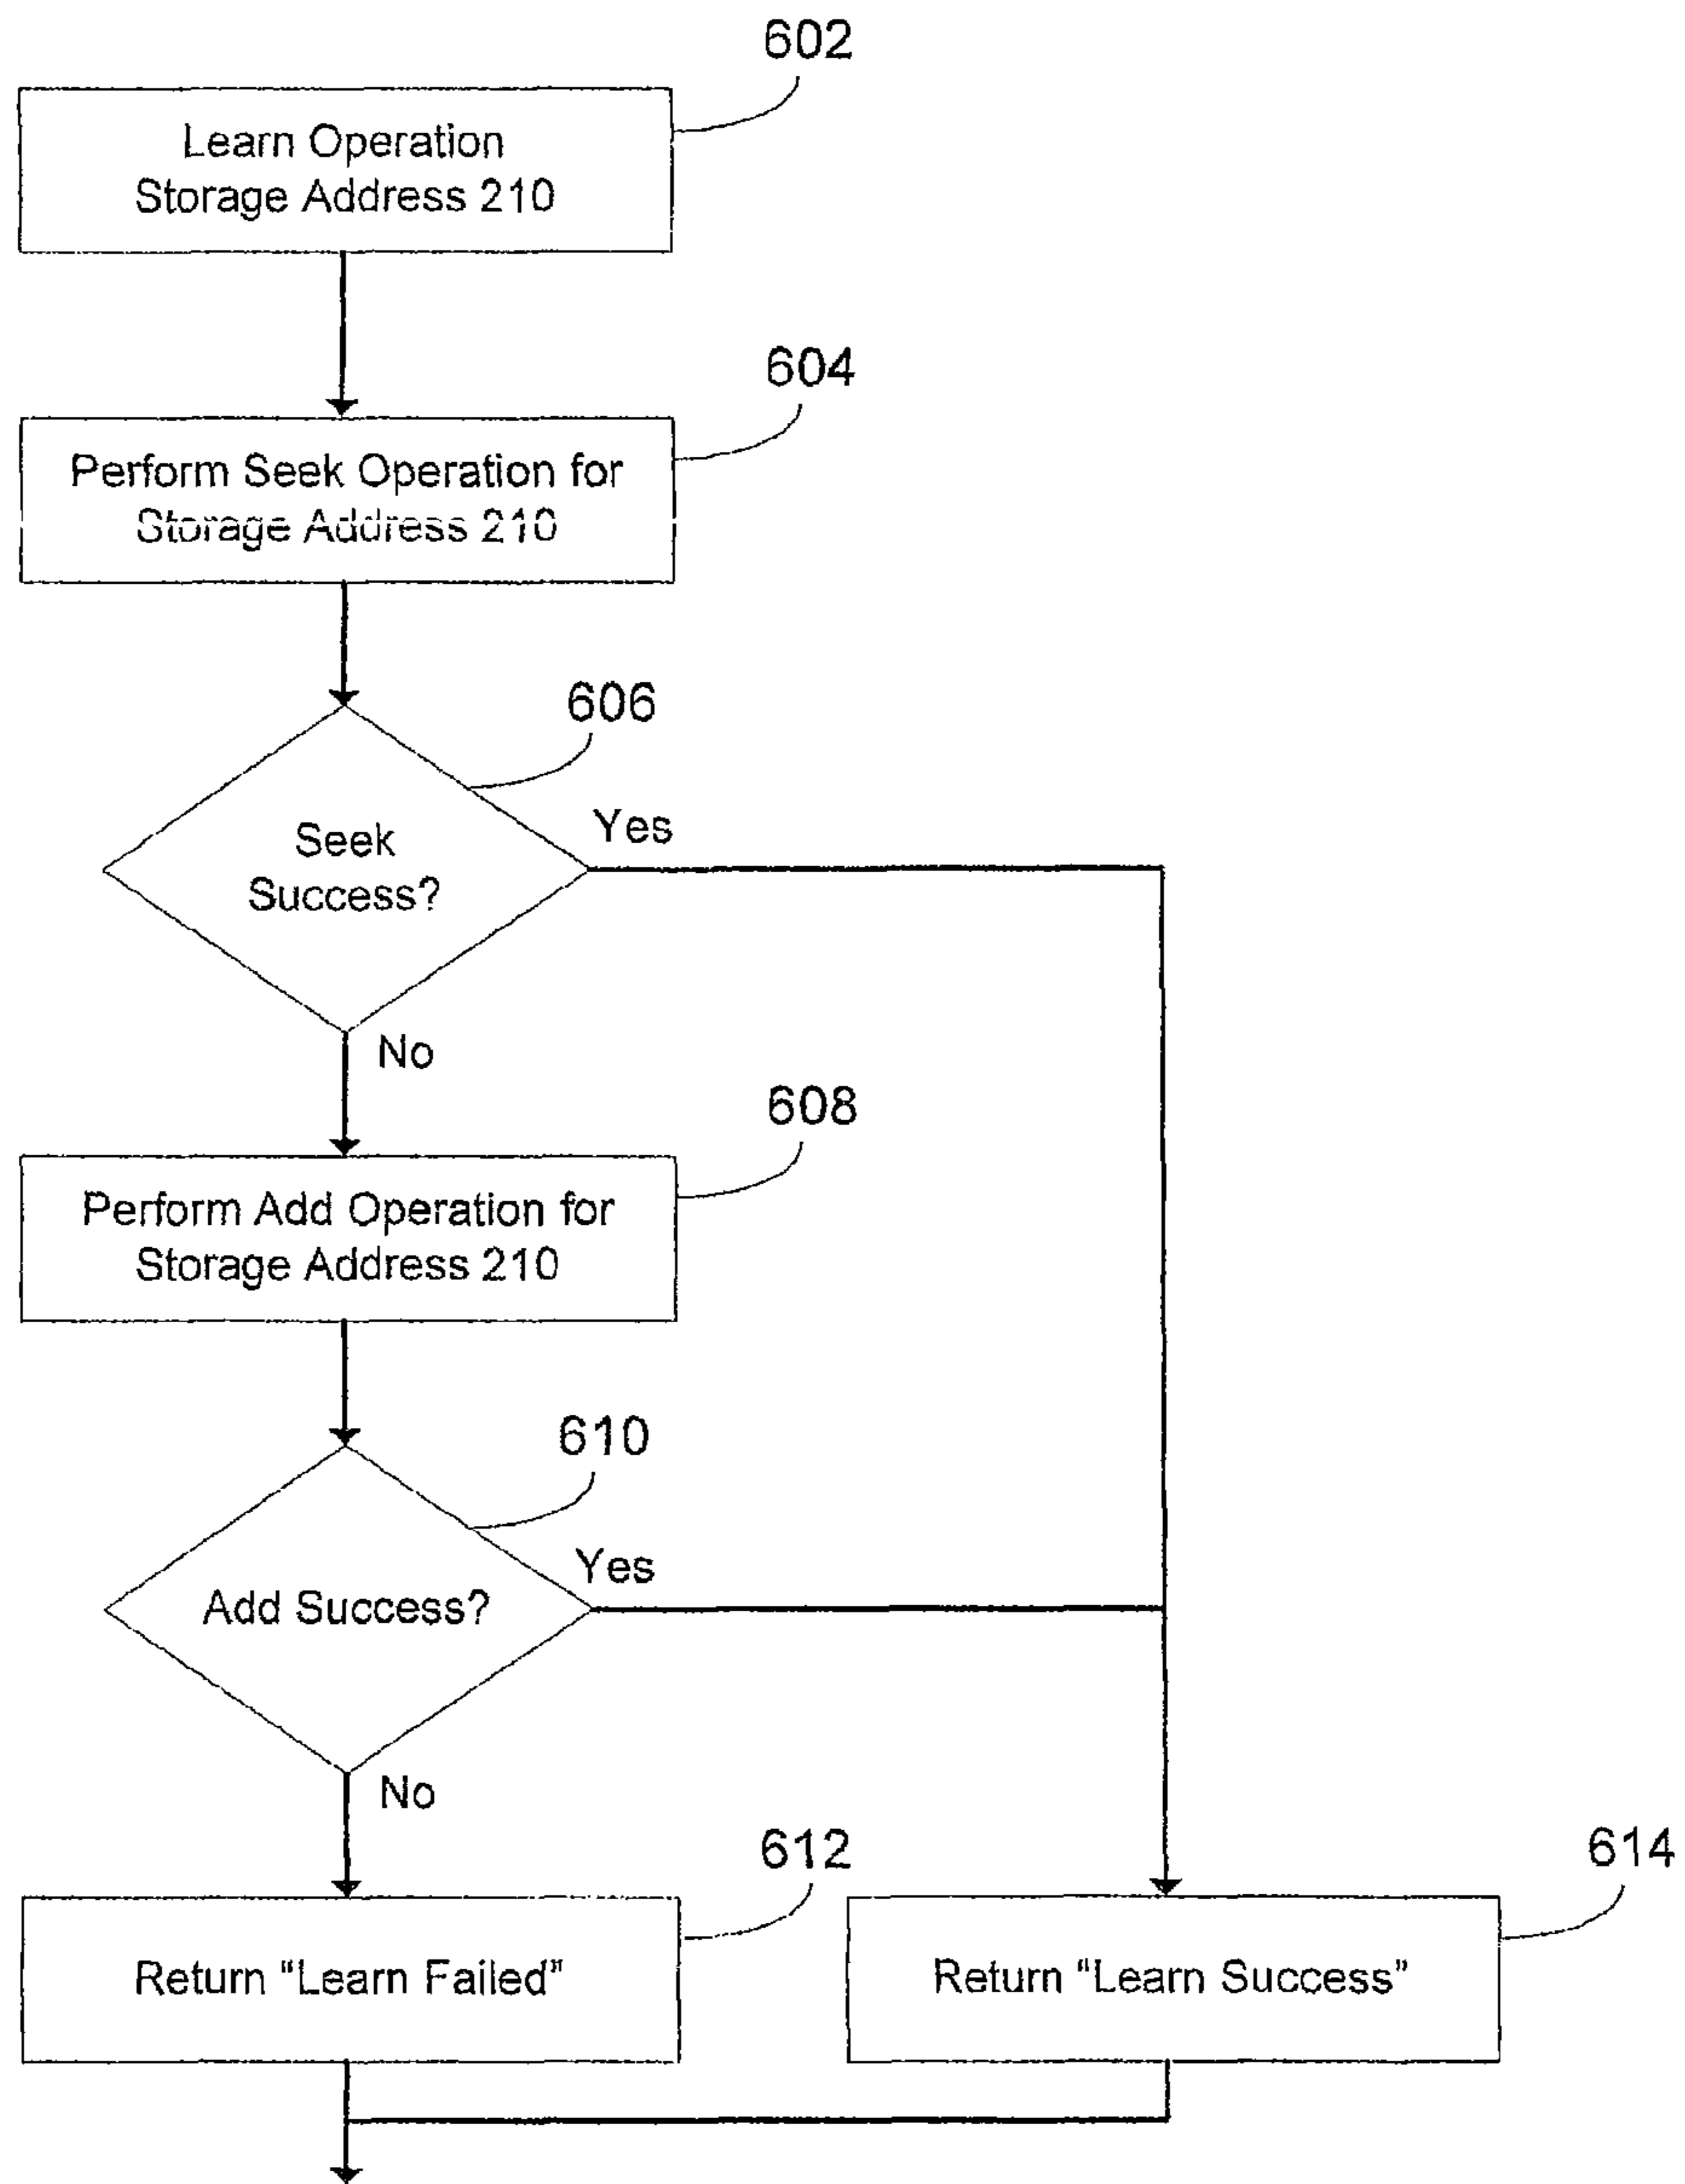 602
Learn Operation
Storage Address 210
604
Perform Seek Operation for
Storage Address 210
606
Seek
Success?
Yes
No
608
Perform Add Operation for
Storage Address 210
610
Add Success?
Yes
No
612
614
Return “Learn Failed”
Return “Learn Success”